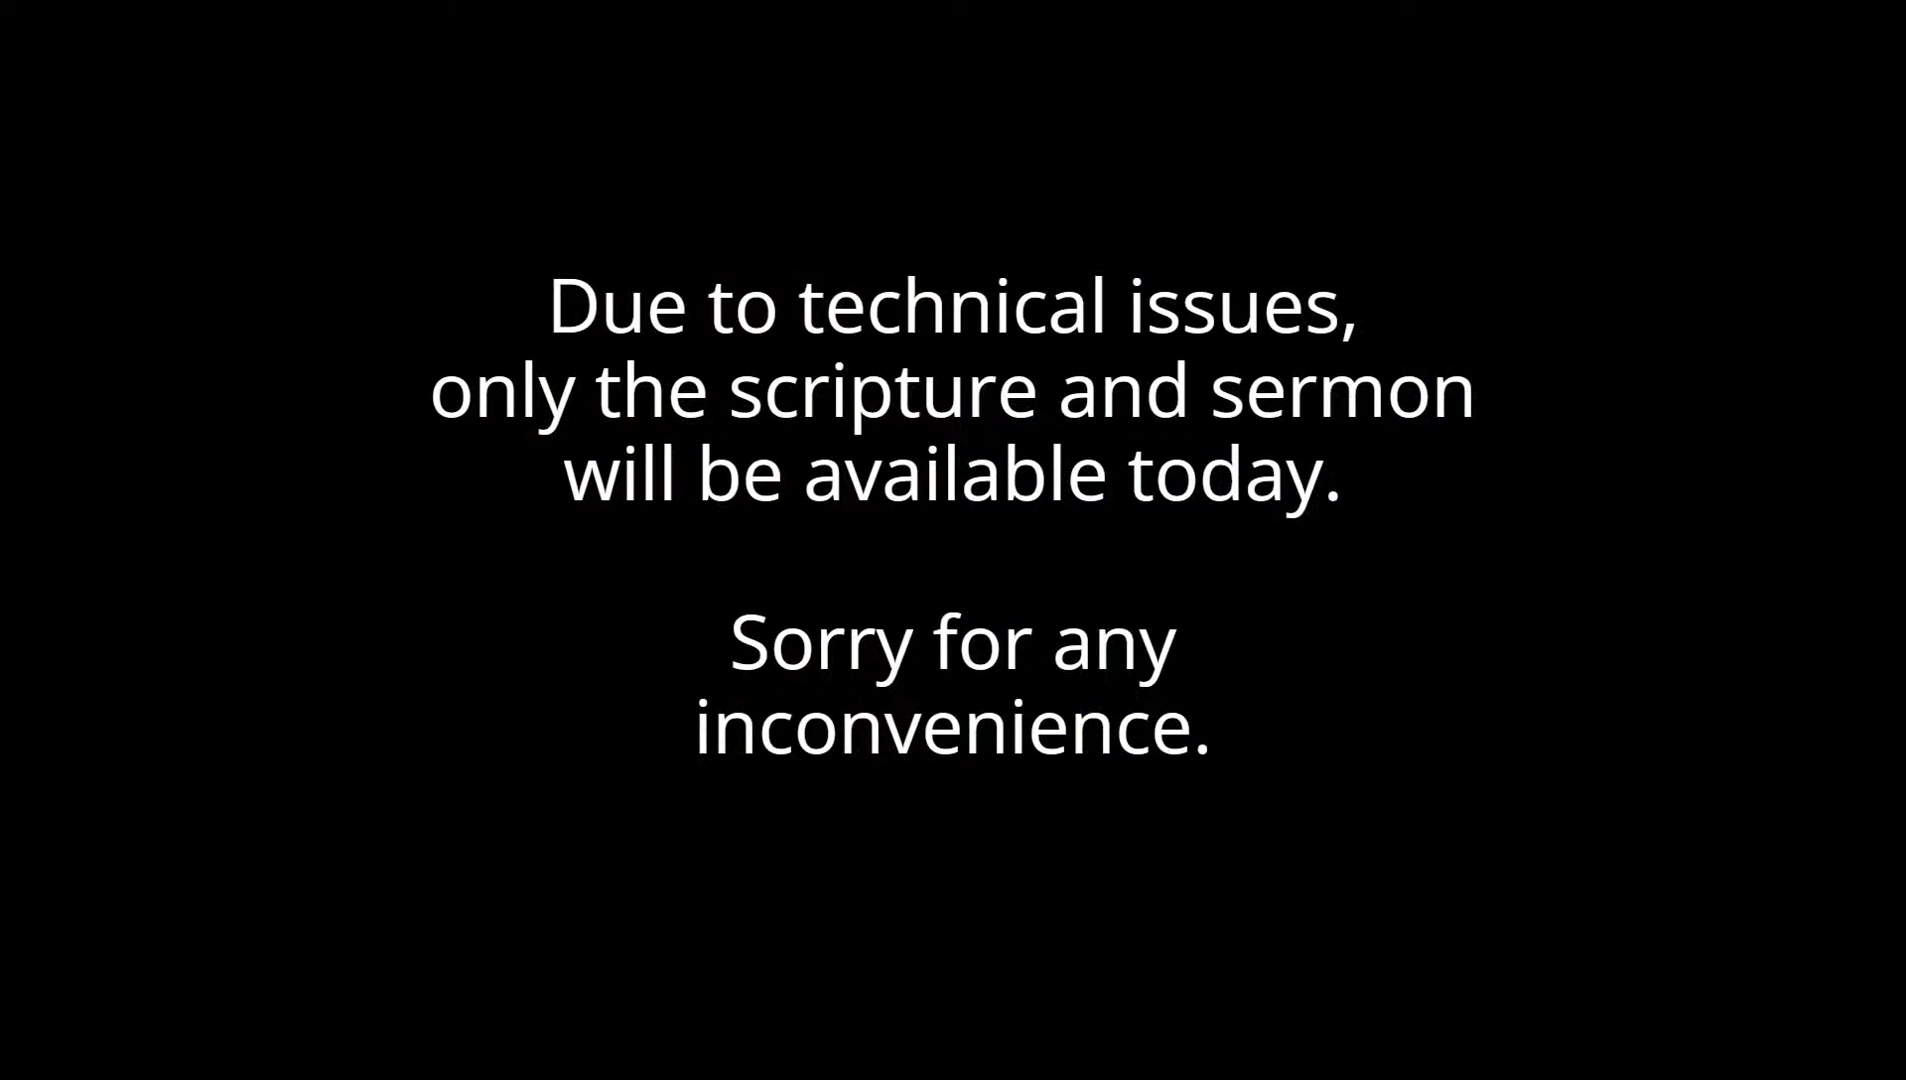 Due to technical issues,
only the scripture and sermon
will be available today.
Sorry for any
inconvenience.